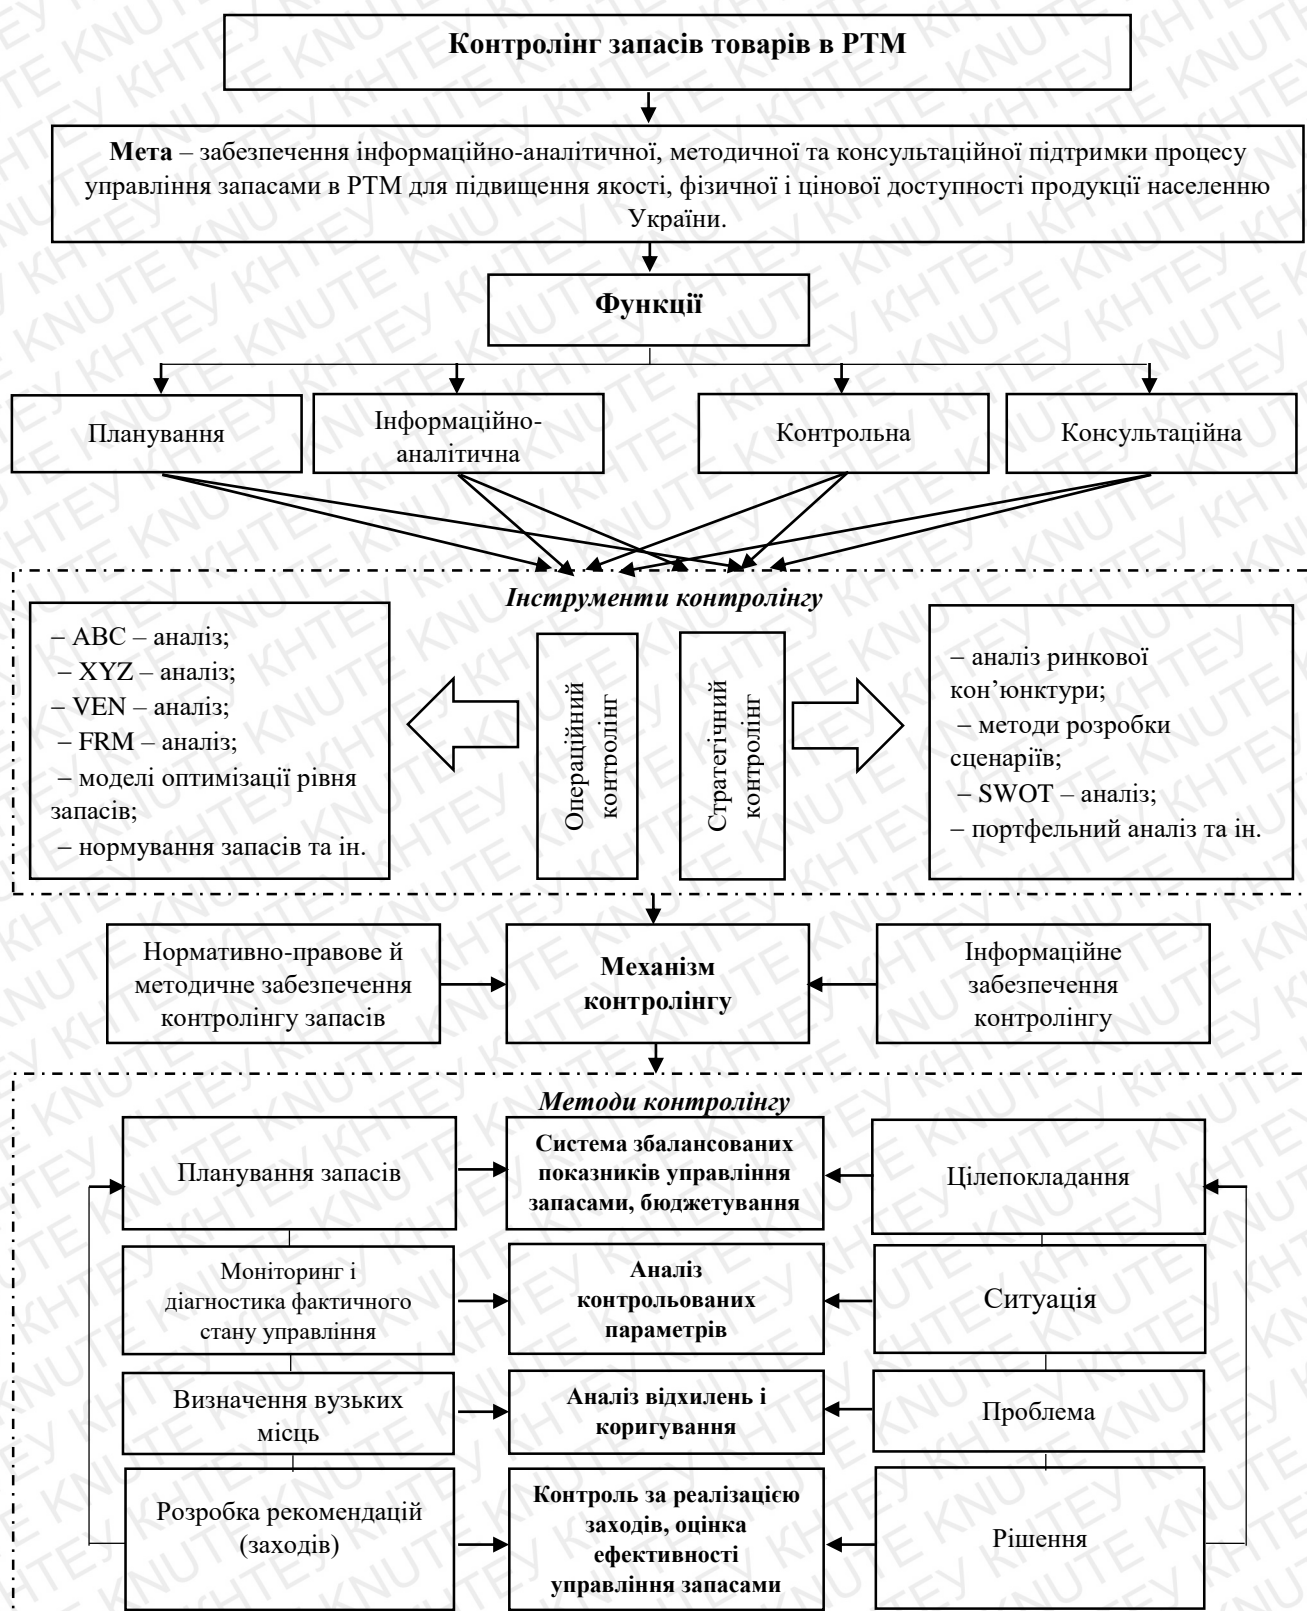 Контролінг запасів товарів в РТМ
Мета – забезпечення інформаційно-аналітичної, методичної та консультаційної підтримки процесу
управління запасами в РТМ для підвищення якості, фізичної і цінової доступності продукції населенню
України.
Функції
Планування
Інформаційно-
аналітична
Контрольна
Консультаційна
Інструменти контролінгу
– ABC – аналіз;
– XYZ – аналіз;
– VEN – аналіз;
– FRM – аналіз;
– моделі оптимізації рівня
запасів;
– нормування запасів та ін.
Операційний
контролінг
Стратегічний
контролінг
– аналіз ринкової
кон’юнктури;
– методи розробки
сценаріїв;
– SWOT – аналіз;
– портфельний аналіз та ін.
Нормативно-правове й
методичне забезпечення
контролінгу запасів
Механізм
контролінгу
Інформаційне
забезпечення
контролінгу
Методи контролінгу
Планування запасів
Система збалансованих
показників управління
запасами, бюджетування
Цілепокладання
Моніторинг і
діагностика фактичного
стану управління
Аналіз
контрольованих
параметрів
Ситуація
Визначення вузьких
місць
Аналіз відхилень і
коригування
Проблема
Розробка рекомендацій
(заходів)
Контроль за реалізацією
заходів, оцінка
ефективності
управління запасами
Рішення